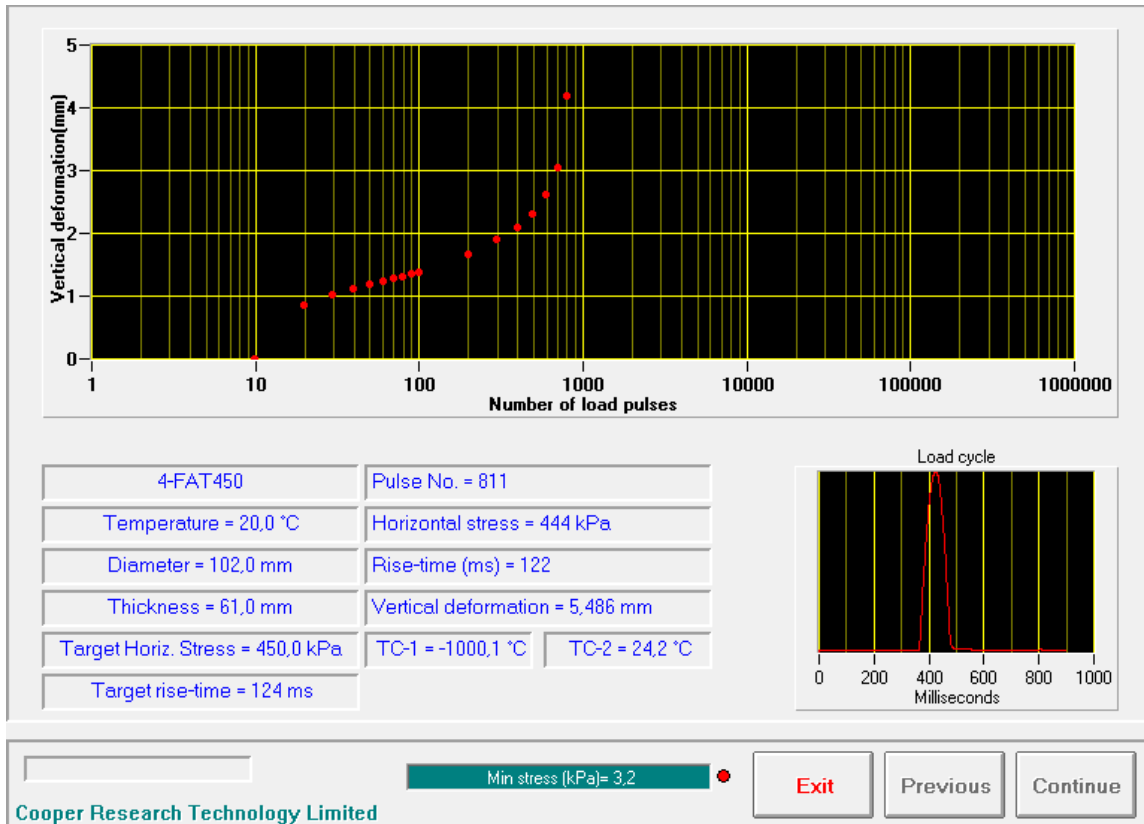 5
4
3
2
1
0
Vertical deformation(mm)
1 10 100 1000 10000 100000 1000000
Number of load pulses
4-FAT450
Pulse No. = 811
Temperature = 20,0 °C
Horizontal stress = 444 kPa
Diameter = 102,0 mm
Rise-time (ms) = 122
Thickness = 61,0 mm
Vertical deformation = 5,486 mm
Target Horiz. Stress = 450,0 kPa
TC-1 = -1000,1 °C
TC-2 = 24,2 °C
Target rise-time = 124 ms
Load cycle
0 200 400 600 800 1000
Milliseconds
Min stress (kPa)= 3,2
Exit
Previous
Continue
Cooper Research Technology Limited